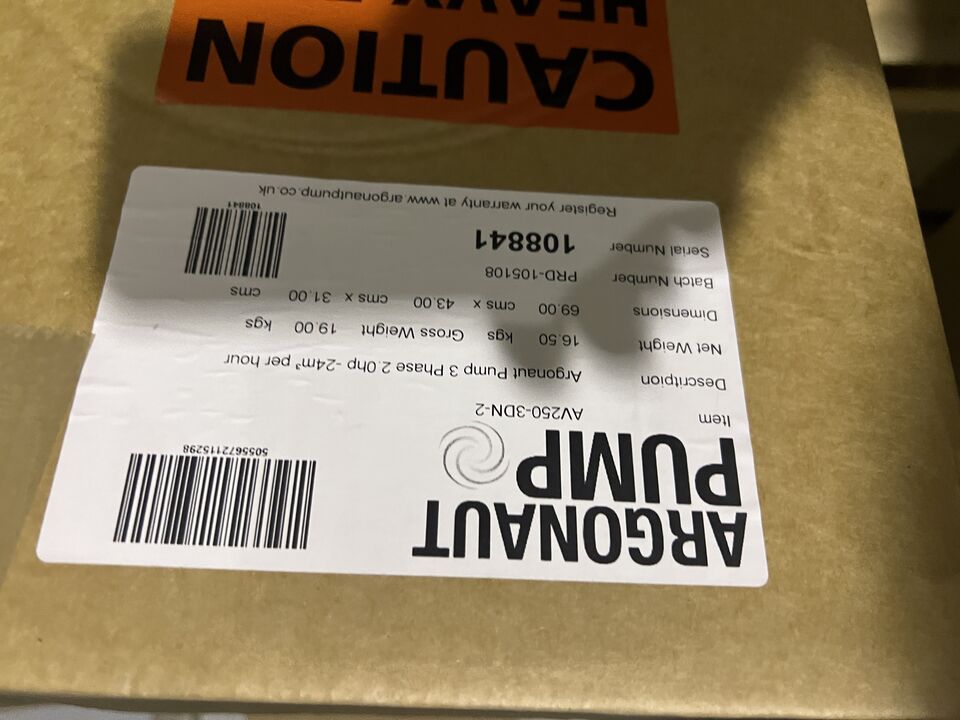 ARGONAUT
PUMP
5055672115298
Item AV250-3DN-2
Descritpion Argonaut Pump 3 Phase 2.0hp -24m³ per hour
Net Weight 16.50 kgs Gross Weight 19.00 kgs
Dimensions 69.00 cms x 43.00 cms x 31.00 cms
Batch Number PRD-105108
Serial Number 108841
108841
Register your warranty at www.argonautpump.co.uk
CAUTION
HEAVY